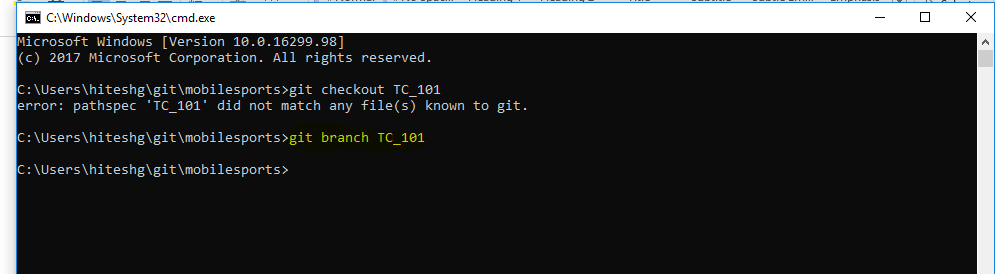 C:\Windows\System32\cmd.exe
Microsoft Windows [Version 10.0.16299.98]
(c) 2017 Microsoft Corporation. All rights reserved.
C:\Users\hiteshg\git\mobilesports>git checkout TC_101
error: pathspec 'TC_101' did not match any file(s) known to git.
C:\Users\hiteshg\git\mobilesports>git branch TC_101
C:\Users\hiteshg\git\mobilesports>